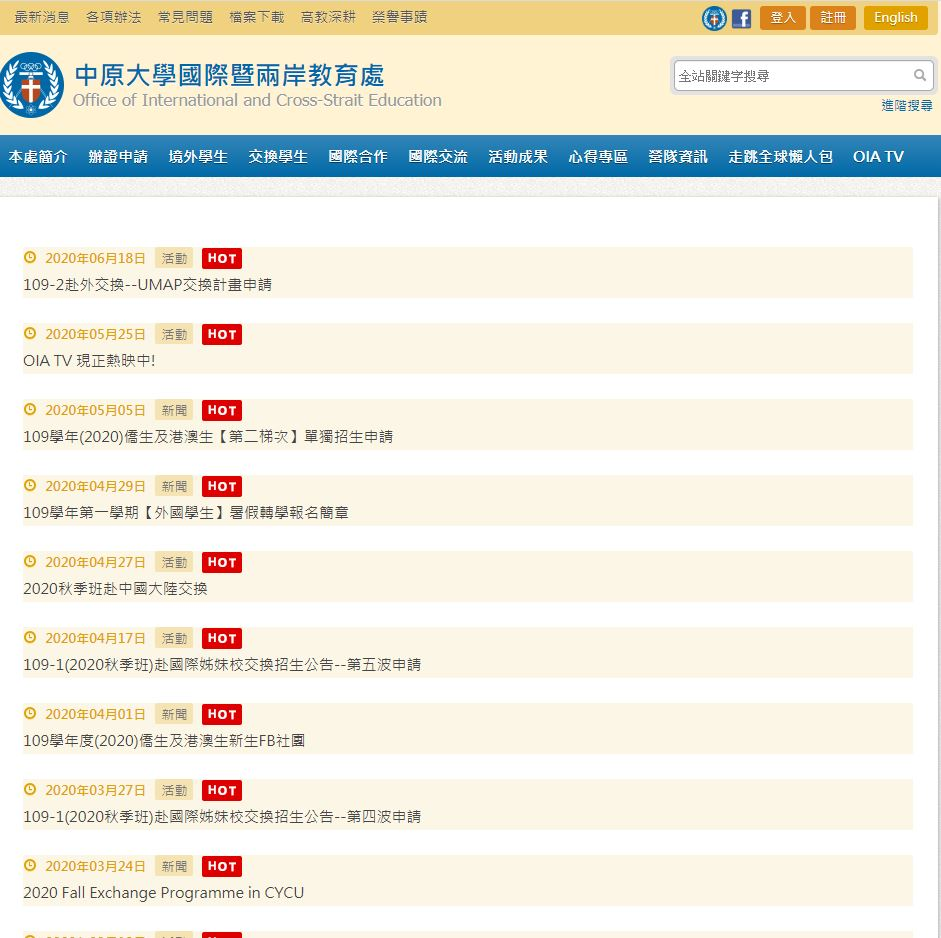 最新消息 各項辦法 常見問題 檔案下載 高教深耕 榮譽事蹟 登入 註冊 English
中原大學國際暨兩岸教育處
Office of International and Cross-Strait Education
全站關鍵字搜尋
進階搜尋
本處簡介 辦證申請 境外學生 交換學生 國際合作 國際交流 活動成果 心得專區 營隊資訊 走跳全球懶人包 OIA TV
2020年06月18日 活動 HOT
109-2赴外交換--UMAP交換計畫申請
2020年05月25日 活動 HOT
OIA TV 現正熱映中!
2020年05月05日 新聞 HOT
109學年(2020)僑生及港澳生【第二梯次】單獨招生申請
2020年04月29日 新聞 HOT
109學年第一學期【外國學生】暑假轉學報名簡章
2020年04月27日 活動 HOT
2020秋季班赴中國大陸交換
2020年04月17日 活動 HOT
109-1(2020秋季班)赴國際姊妹校交換招生公告--第五波申請
2020年04月01日 新聞 HOT
109學年度(2020)僑生及港澳生新生FB社團
2020年03月27日 活動 HOT
109-1(2020秋季班)赴國際姊妹校交換招生公告--第四波申請
2020年03月24日 新聞 HOT
2020 Fall Exchange Programme in CYCU